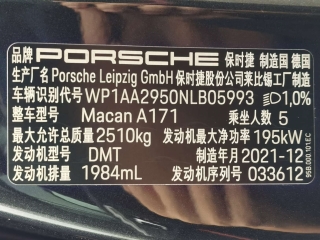 品牌 PORSCHE 保时捷 制造国 德国
生产厂名 Porsche Leipzig GmbH 保时捷股份公司莱比锡工厂制造
车辆识别代号 WP1AA2950NLB05993 1,0%
整车型号 Macan A171 乘坐人数 5
最大允许总质量 2510kg 发动机最大净功率 195kW
发动机型号 DMT 制造年月 2021-12
发动机排量 1984mL 发动机序列号 033612
95B 000 101 EC